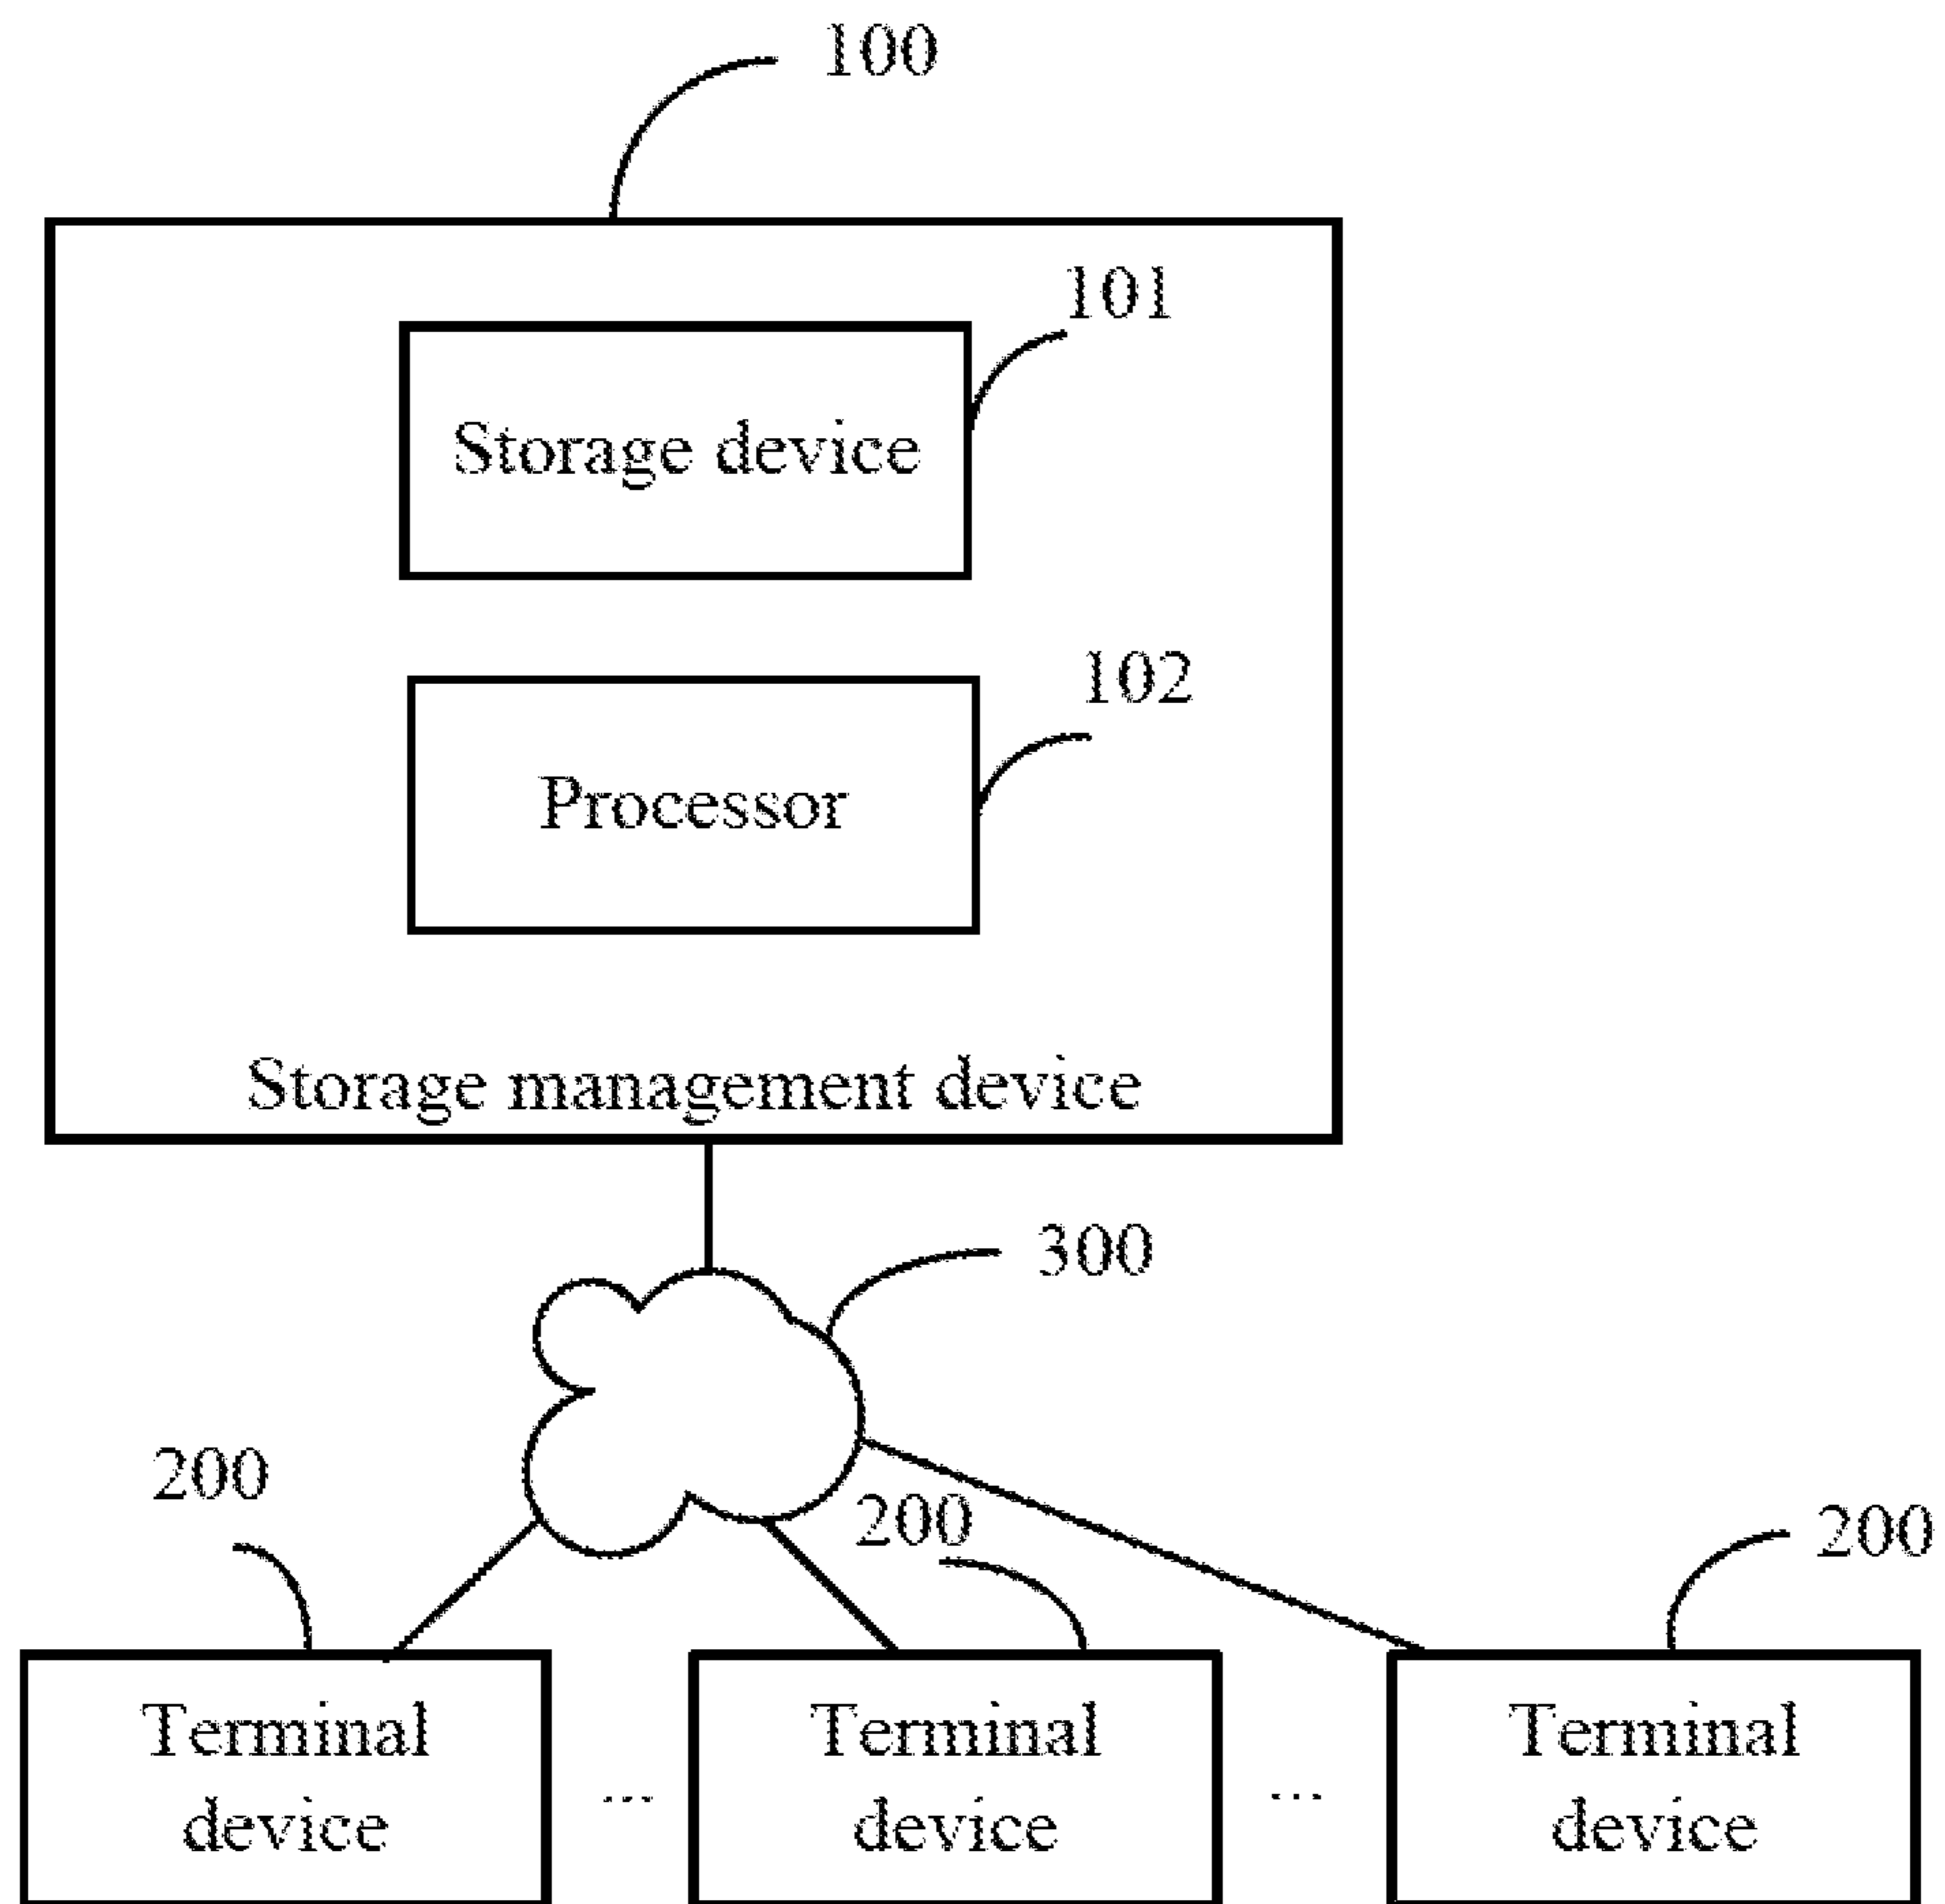 100
101
Storage device
102
Processor
Storage management device
300
200
200
200
Terminal
device
...
Terminal
device
...
Terminal
device